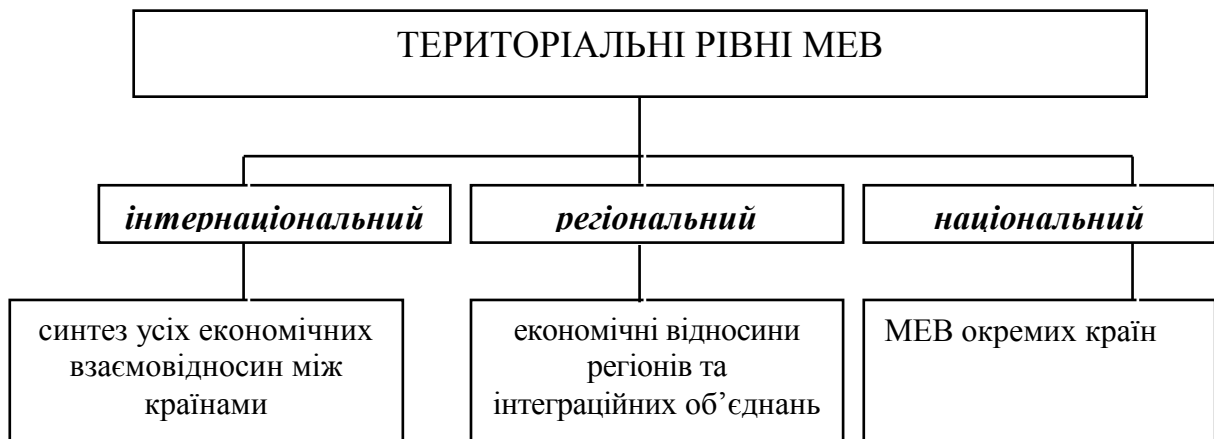 ТЕРИТОРІАЛЬНІ РІВНІ МЕВ
інтернаціональний
регіональний
національний
синтез усіх економічних
взаємовідносин між
країнами
економічні відносини
регіонів та
інтеграційних об’єднань
МЕВ окремих країн